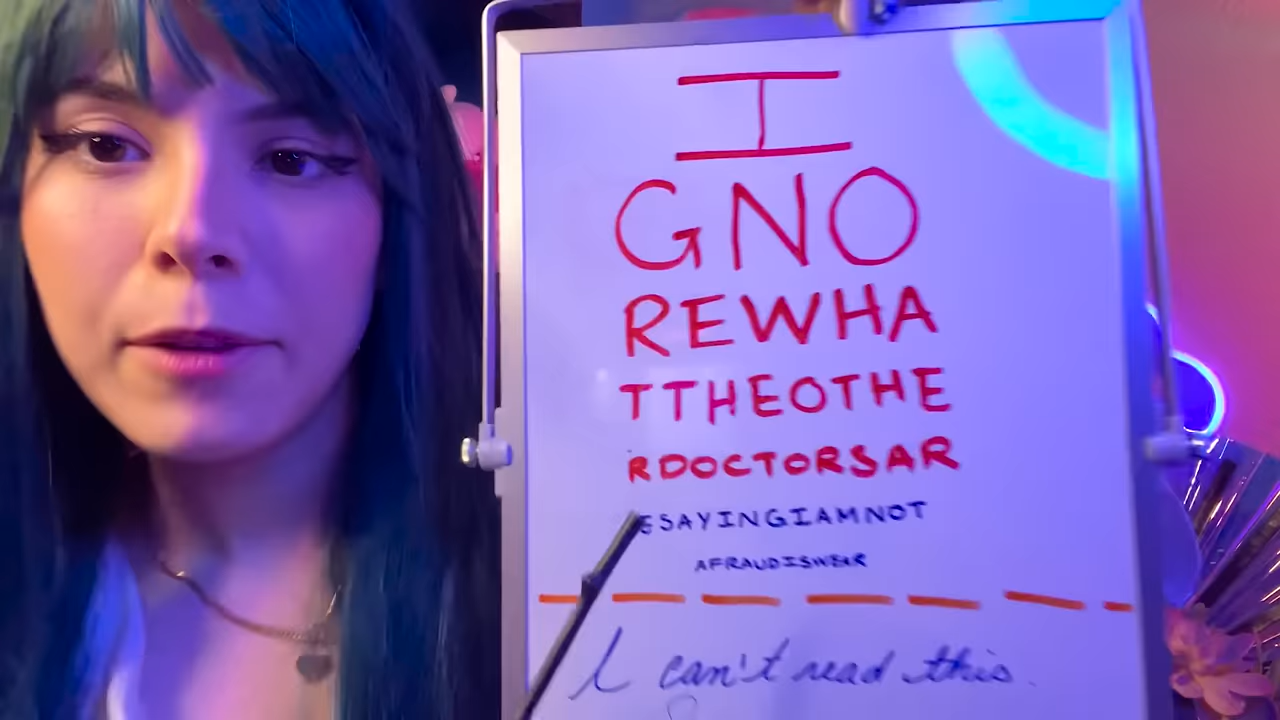 I
GNO
REWHA
TTHEOTHE
RDOCTORSAR
ESAYINGIAMNOT
AFRAUDISWEAR
I can't read this.